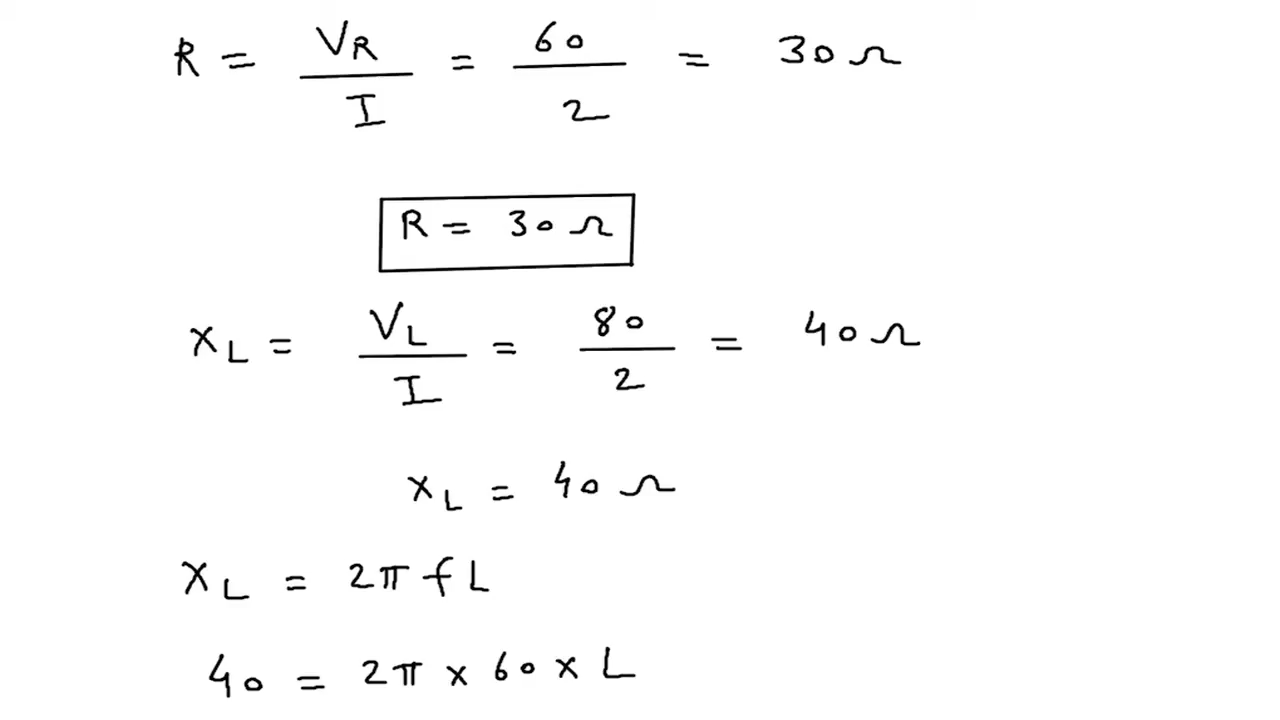 R = V_R / I = 60 / 2 = 30 Ω
R = 30 Ω
X_L = V_L / I = 80 / 2 = 40 Ω
X_L = 40 Ω
X_L = 2π f L
40 = 2π × 60 × L